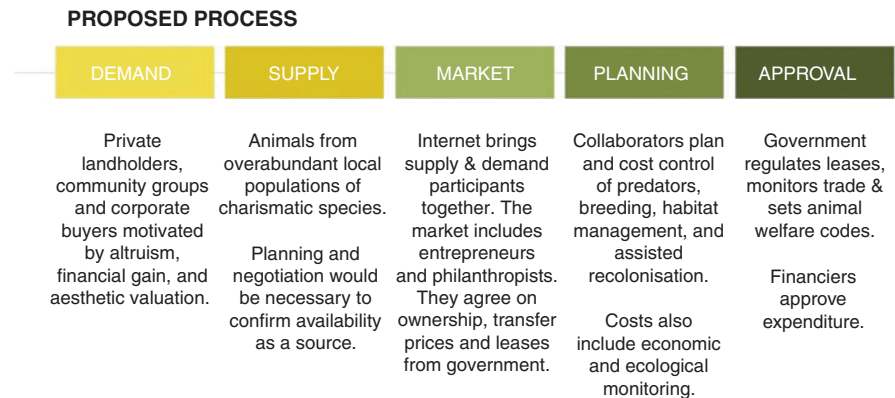 PROPOSED PROCESS
DEMAND
Private
landholders,
community groups
and corporate
buyers motivated
by altruism,
financial gain, and
aesthetic valuation.
SUPPLY
Animals from
overabundant local
populations of
charismatic species.
Planning and
negotiation would
be necessary to
confirm availability
as a source.
MARKET
Internet brings
supply & demand
participants
together. The
market includes
entrepreneurs
and philanthropists.
They agree on
ownership, transfer
prices and leases
from government.
PLANNING
Collaborators plan
and cost control
of predators,
breeding, habitat
management, and
assisted
recolonisation.
Costs also
include economic
and ecological
monitoring.
APPROVAL
Government
regulates leases,
monitors trade &
sets animal
welfare codes.
Financiers
approve
expenditure.